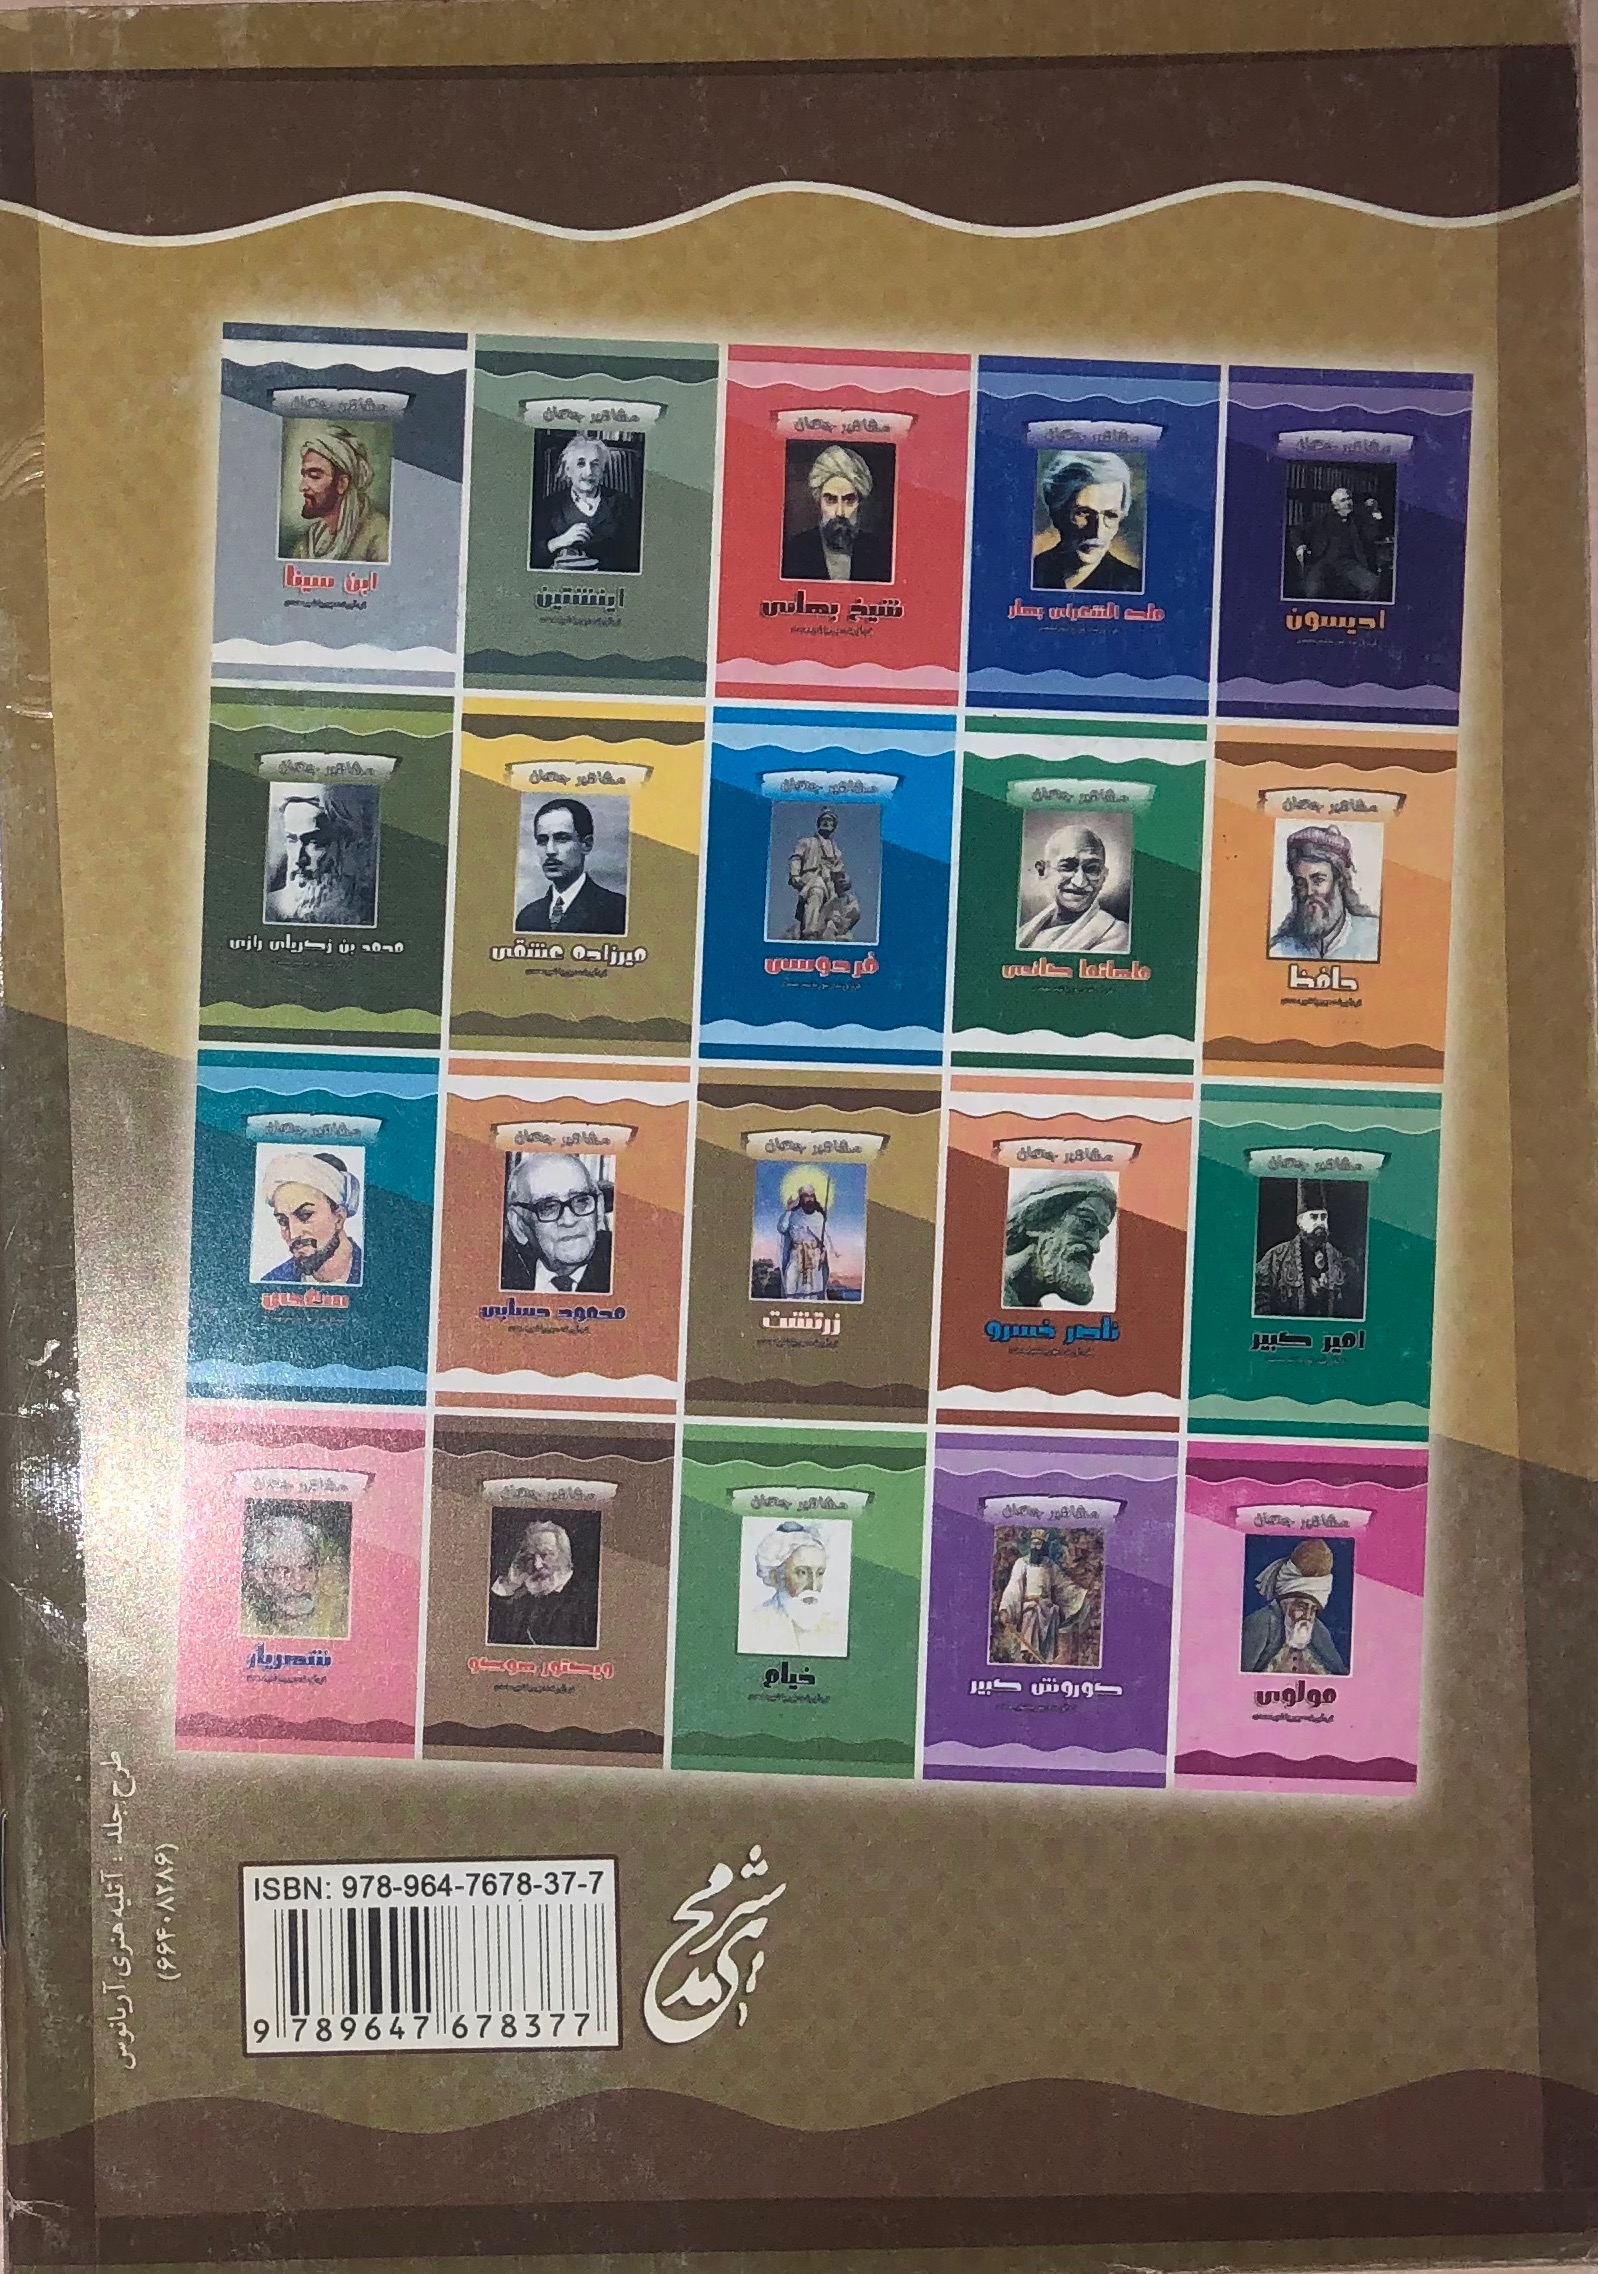 مشاهیر جهان
ادیسون
مشاهیر جهان
ملک الشعرای بهار
مشاهیر جهان
شیخ بهائی
مشاهیر جهان
اینشتین
مشاهیر جهان
ابن سینا
مشاهیر جهان
حافظ
مشاهیر جهان
ماهاتما گاندی
مشاهیر جهان
فردوسی
مشاهیر جهان
میرزاده عشقی
مشاهیر جهان
محمد بن زکریای رازی
مشاهیر جهان
امیر کبیر
مشاهیر جهان
ناصر خسرو
مشاهیر جهان
زرتشت
مشاهیر جهان
محمود حسابی
مشاهیر جهان
سعدی
مشاهیر جهان
مولوی
مشاهیر جهان
کوروش کبیر
مشاهیر جهان
خیام
مشاهیر جهان
ویکتور هوگو
مشاهیر جهان
شهریار
ISBN: 978-964-7678-37-7
9 789647 678377
طرح جلد : آتلیه هنری آریانوس
(۶۶۴۰۸۲۸۶)